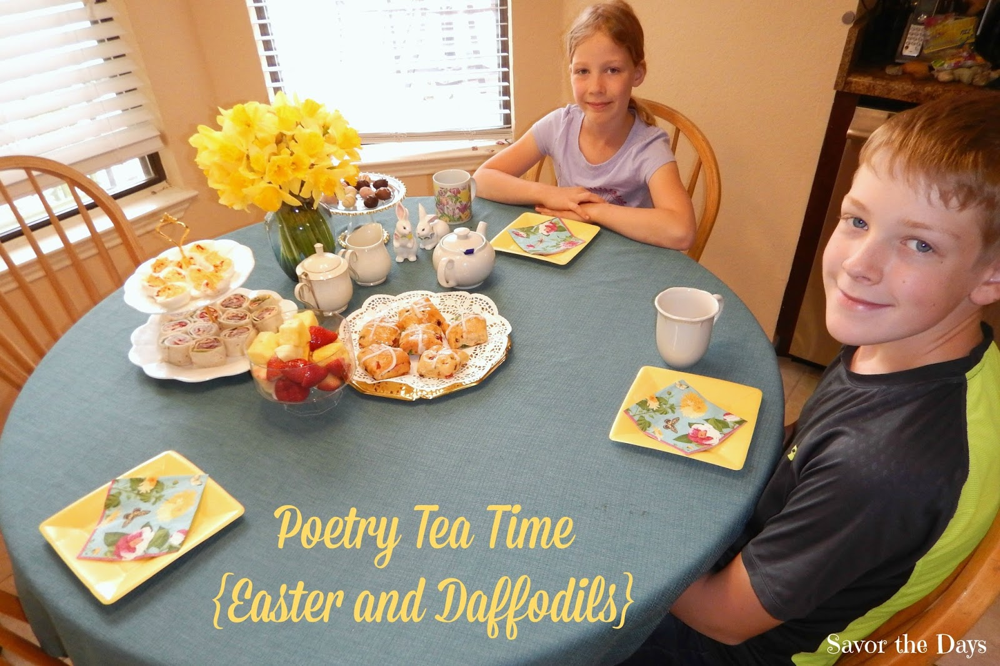 Poetry Tea Time
{Easter and Daffodils}
Savor the Days